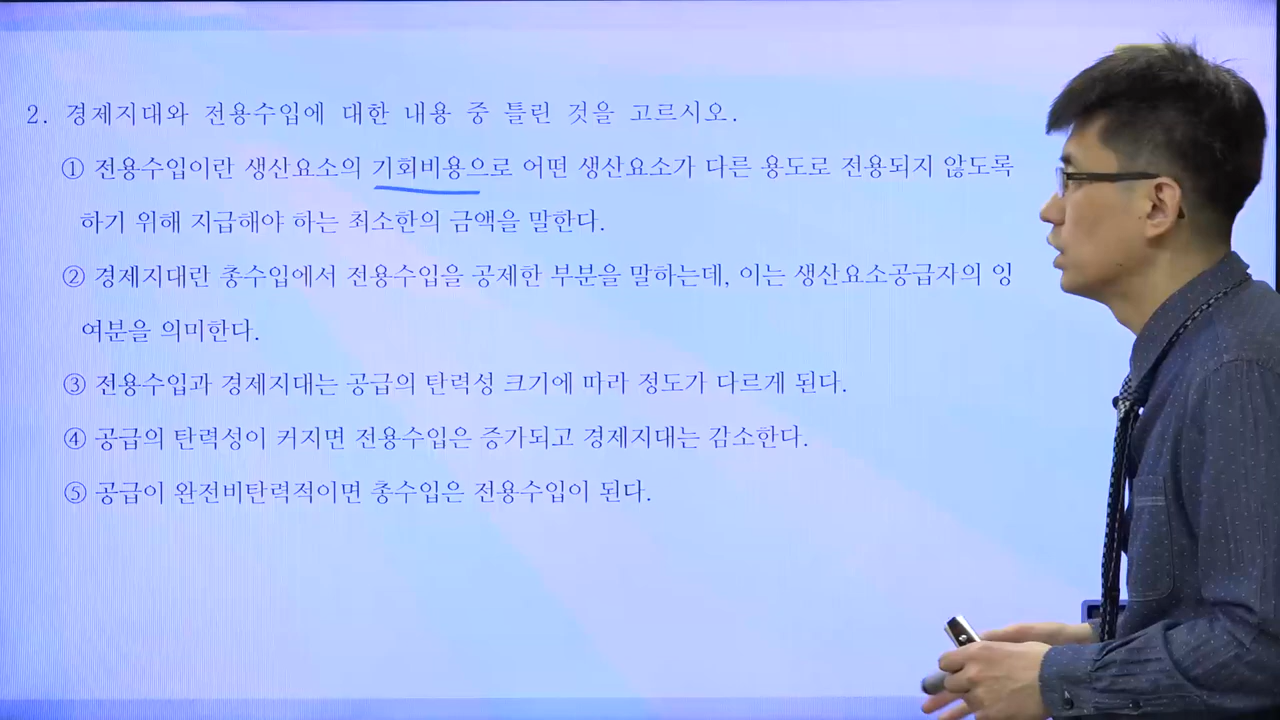 2. 경제지대와 전용수입에 대한 내용 중 틀린 것을 고르시오.
① 전용수입이란 생산요소의 기회비용으로 어떤 생산요소가 다른 용도로 전용되지 않도록
하기 위해 지급해야 하는 최소한의 금액을 말한다.
② 경제지대란 총수입에서 전용수입을 공제한 부분을 말하는데, 이는 생산요소공급자의 잉
여분을 의미한다.
③ 전용수입과 경제지대는 공급의 탄력성 크기에 따라 정도가 다르게 된다.
④ 공급의 탄력성이 커지면 전용수입은 증가되고 경제지대는 감소한다.
⑤ 공급이 완전비탄력적이면 총수입은 전용수입이 된다.